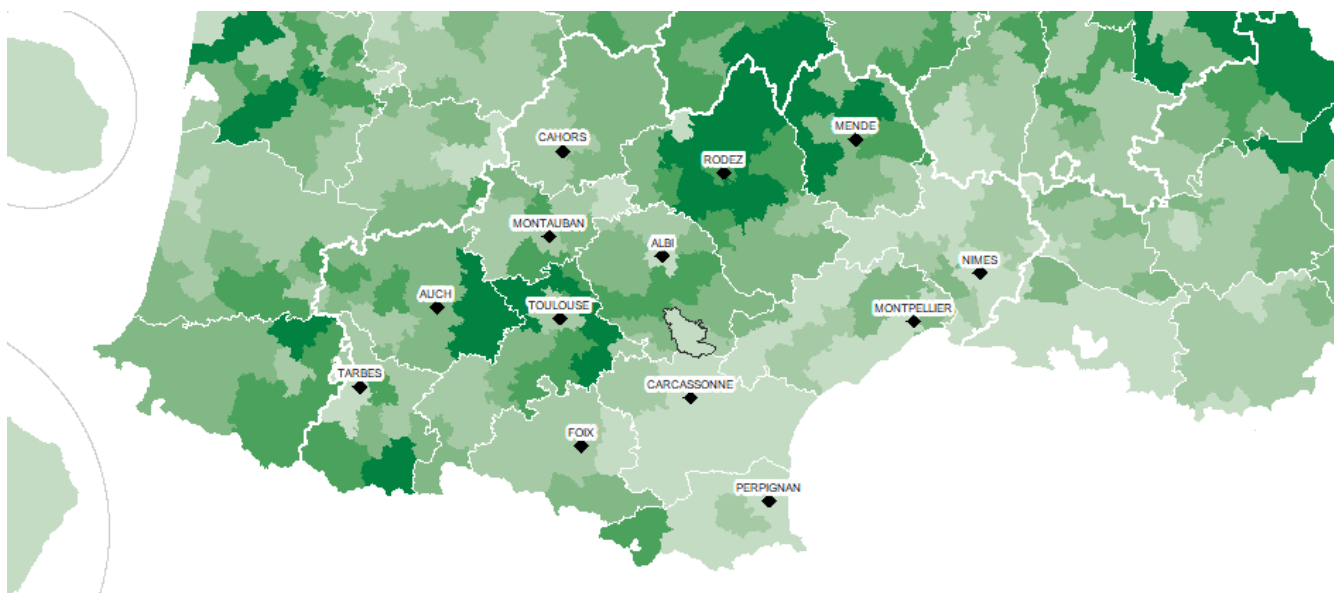 MENDE
CAHORS
RODEZ
MONTAUBAN
ALBI
NIMES
AUCH
TOULOUSE
MONTPELLIER
TARBES
CARCASSONNE
FOIX
PERPIGNAN